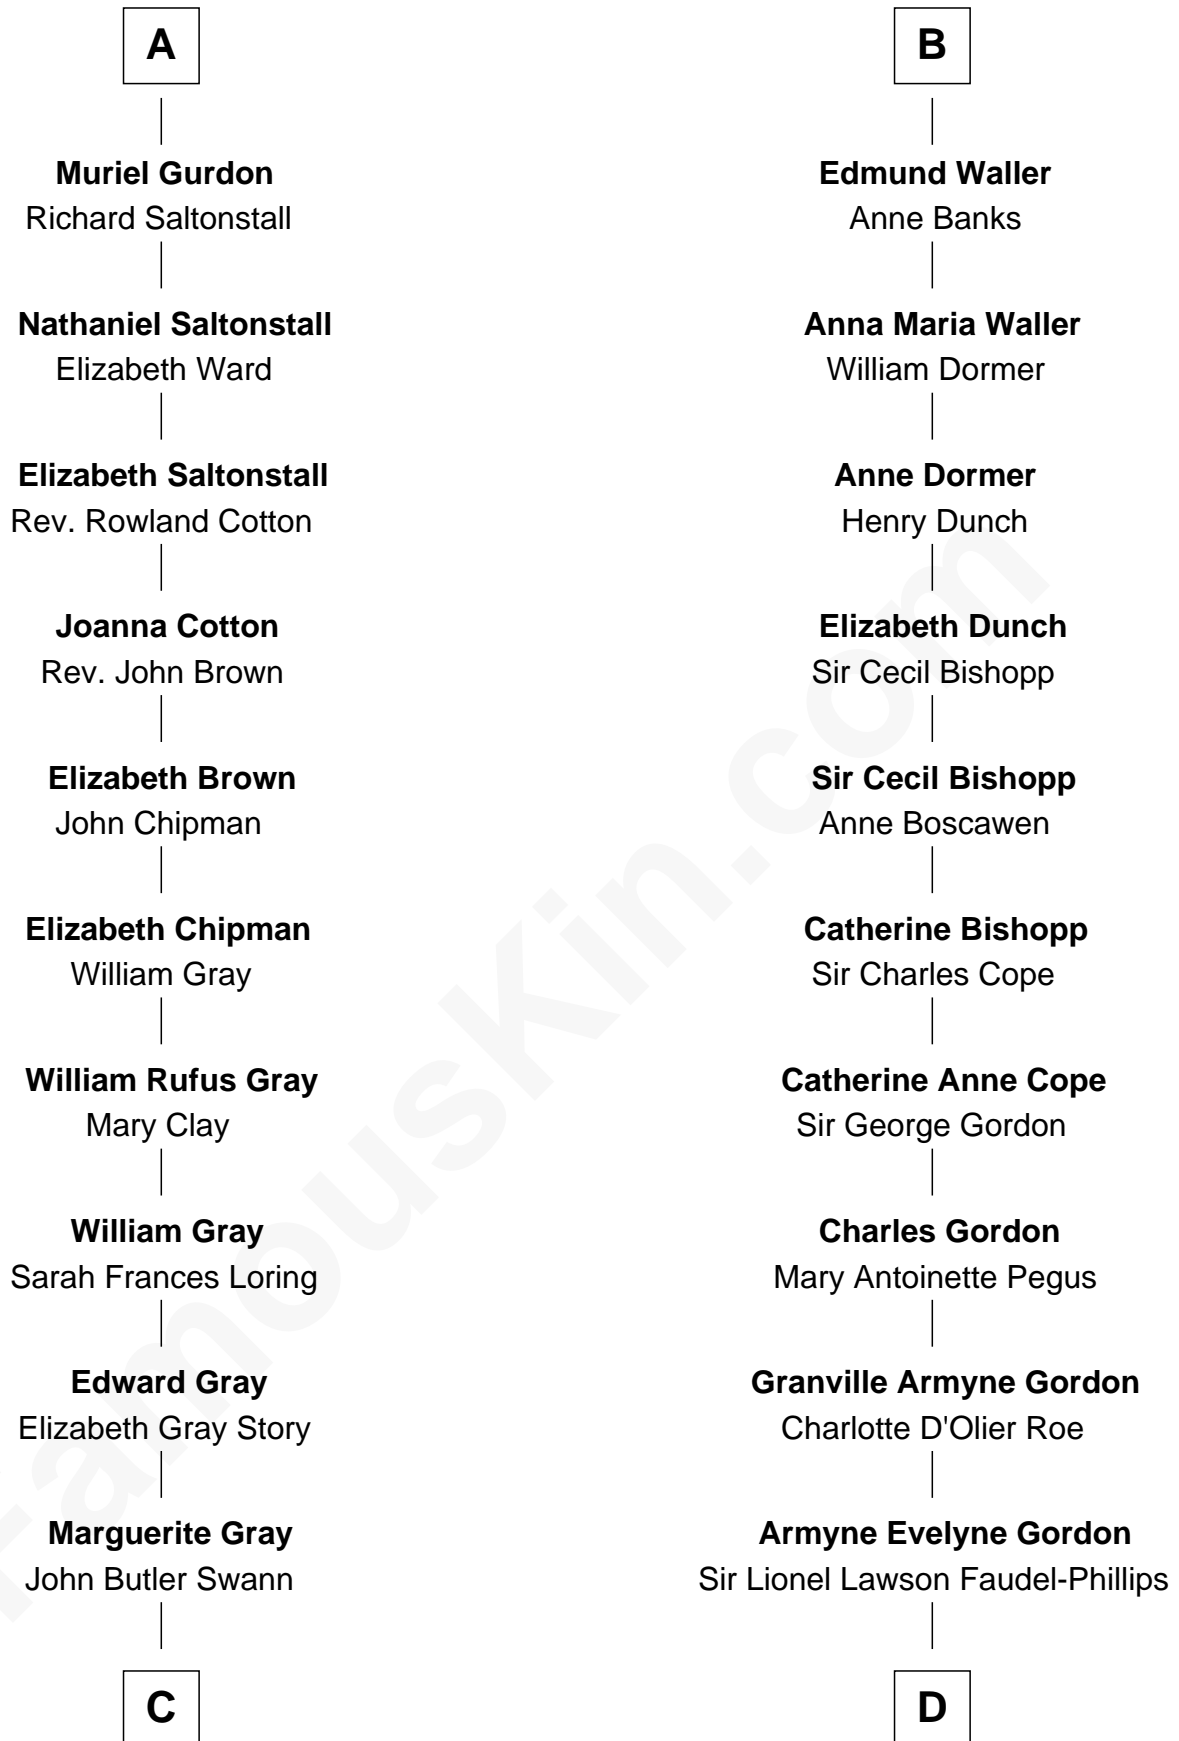 A
Muriel Gurdon
Richard Saltonstall
Nathaniel Saltonstall
Elizabeth Ward
Elizabeth Saltonstall
Rev. Rowland Cotton
Joanna Cotton
Rev. John Brown
Elizabeth Brown
John Chipman
Elizabeth Chipman
William Gray
William Rufus Gray
Mary Clay
William Gray
Sarah Frances Loring
Edward Gray
Elizabeth Gray Story
Marguerite Gray
John Butler Swann
C
B
Edmund Waller
Anne Banks
Anna Maria Waller
William Dormer
Anne Dormer
Henry Dunch
Elizabeth Dunch
Sir Cecil Bishopp
Sir Cecil Bishopp
Anne Boscawen
Catherine Bishopp
Sir Charles Cope
Catherine Anne Cope
Sir George Gordon
Charles Gordon
Mary Antoinette Pegus
Granville Armyne Gordon
Charlotte D'Olier Roe
Armyne Evelyne Gordon
Sir Lionel Lawson Faudel-Phillips
D
FamousKin.com